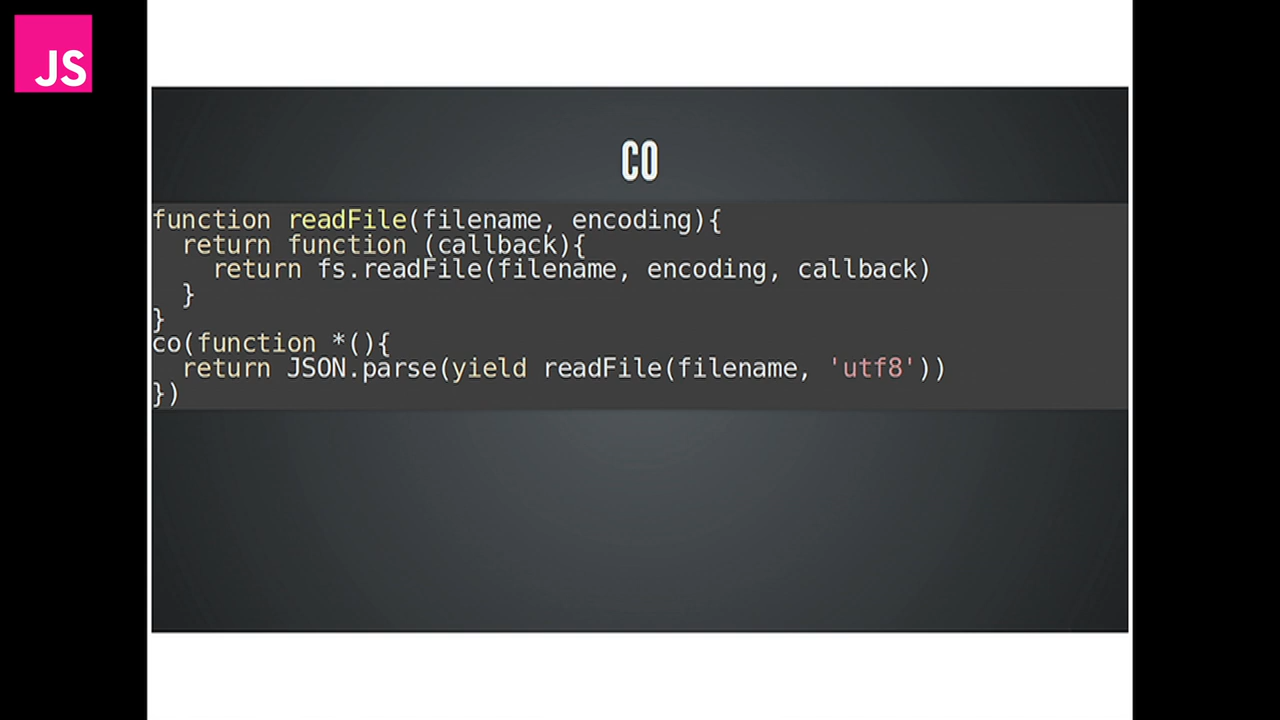 JS
CO
function readFile(filename, encoding){
  return function (callback){
    return fs.readFile(filename, encoding, callback)
  }
}
co(function *(){
  return JSON.parse(yield readFile(filename, 'utf8'))
})